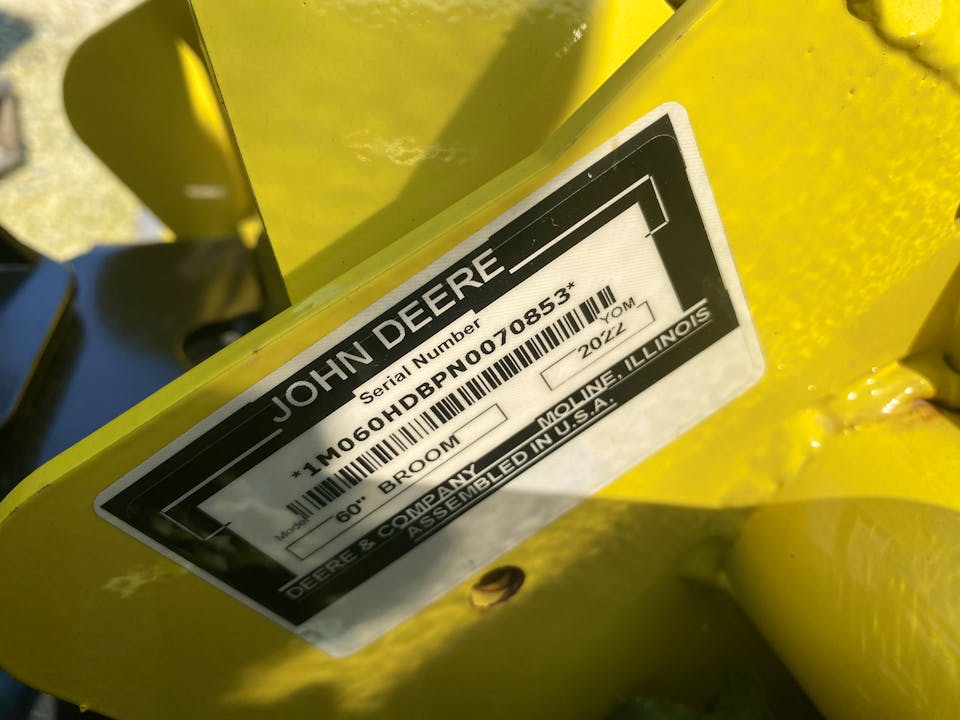 JOHN DEERE
Serial Number
*1M060HDBPN0070853*
YOM
2022
Model
60" BROOM
DEERE & COMPANY MOLINE, ILLINOIS
ASSEMBLED IN U.S.A.